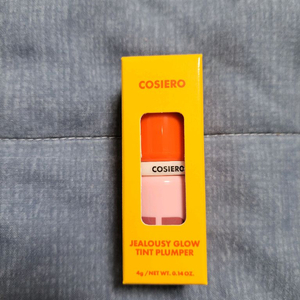 COSIERO
COSIERO
JEALOUSY GLOW
TINT PLUMPER
4g / NET WT. 0.14 OZ.